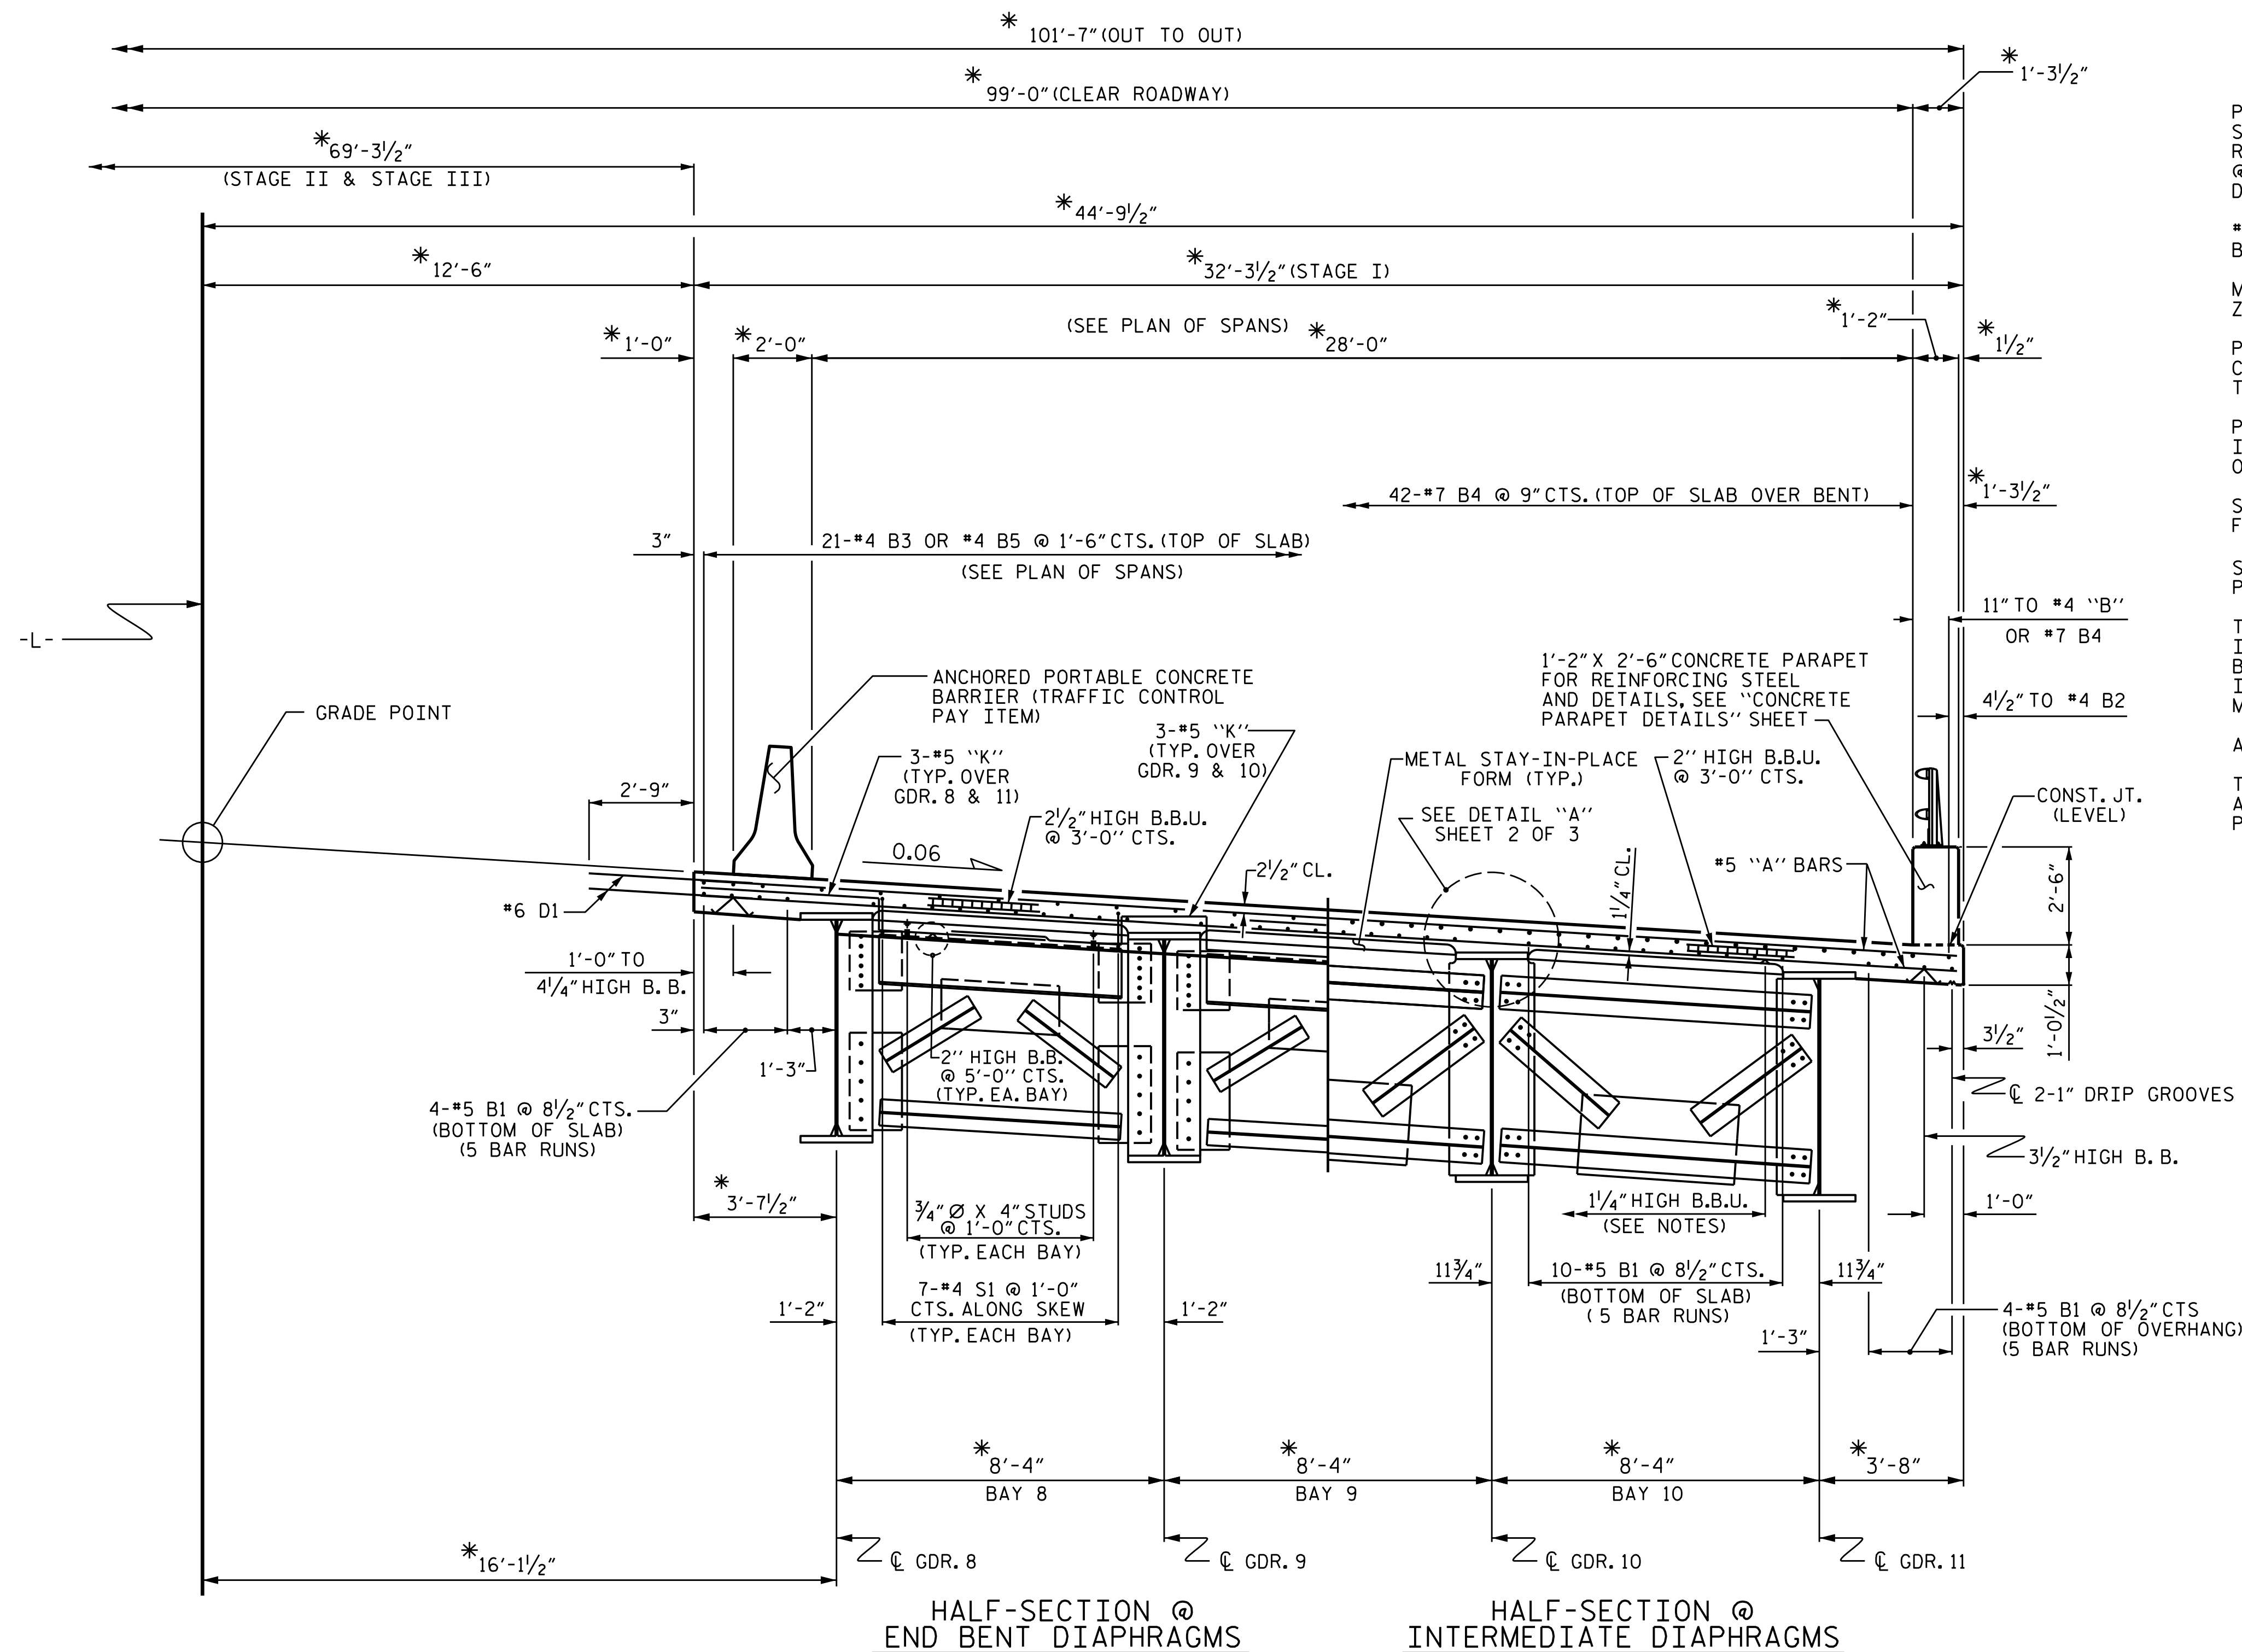 * 101'-7" (OUT TO OUT)
* 1'-3½"
* 99'-0" (CLEAR ROADWAY)
* 69'-3½"
(STAGE II & STAGE III)
* 44'-9½"
* 12'-6"
* 32'-3½" (STAGE I)
(SEE PLAN OF SPANS)
* 1'-0"
* 2'-0"
* 28'-0"
* 1'-2"
* 1½"
42-#7 B4 @ 9" CTS. (TOP OF SLAB OVER BENT)
* 1'-3½"
3"
21-#4 B3 OR #4 B5 @ 1'-6" CTS. (TOP OF SLAB)
(SEE PLAN OF SPANS)
11" TO #4 ``B''
OR #7 B4
-L-
GRADE POINT
ANCHORED PORTABLE CONCRETE
BARRIER (TRAFFIC CONTROL
PAY ITEM)
1'-2" X 2'-6" CONCRETE PARAPET
FOR REINFORCING STEEL
AND DETAILS, SEE ``CONCRETE
PARAPET DETAILS'' SHEET
4½" TO #4 B2
3-#5 ``K''
(TYP. OVER
GDR. 8 & 11)
3-#5 ``K''
(TYP. OVER
GDR. 9 & 10)
METAL STAY-IN-PLACE
FORM (TYP.)
2'' HIGH B.B.U.
@ 3'-0'' CTS.
2'-9"
2½" HIGH B.B.U.
@ 3'-0'' CTS.
SEE DETAIL ``A''
SHEET 2 OF 3
CONST. JT.
(LEVEL)
0.06
2½" CL.
1¼" CL.
#5 ``A'' BARS
2'-6"
#6 D1
1'-0" TO
4¼" HIGH B. B.
3"
1'-3"
2'' HIGH B.B.
@ 5'-0'' CTS.
(TYP. EA. BAY)
1'-0½"
3½"
℄ 2-1" DRIP GROOVES
4-#5 B1 @ 8½" CTS.
(BOTTOM OF SLAB)
(5 BAR RUNS)
3½" HIGH B. B.
* 3'-7½"
¾" Ø X 4" STUDS
@ 1'-0" CTS.
(TYP. EACH BAY)
1¼" HIGH B.B.U.
(SEE NOTES)
1'-0"
1'-2"
7-#4 S1 @ 1'-0"
CTS. ALONG SKEW
(TYP. EACH BAY)
1'-2"
11¾"
10-#5 B1 @ 8½" CTS.
(BOTTOM OF SLAB)
( 5 BAR RUNS)
11¾"
1'-3"
4-#5 B1 @ 8½" CTS
(BOTTOM OF OVERHANG)
(5 BAR RUNS)
* 8'-4"
BAY 8
* 8'-4"
BAY 9
* 8'-4"
BAY 10
* 3'-8"
* 16'-1½"
℄ GDR. 8
℄ GDR. 9
℄ GDR. 10
℄ GDR. 11
HALF-SECTION @
END BENT DIAPHRAGMS
HALF-SECTION @
INTERMEDIATE DIAPHRAGMS